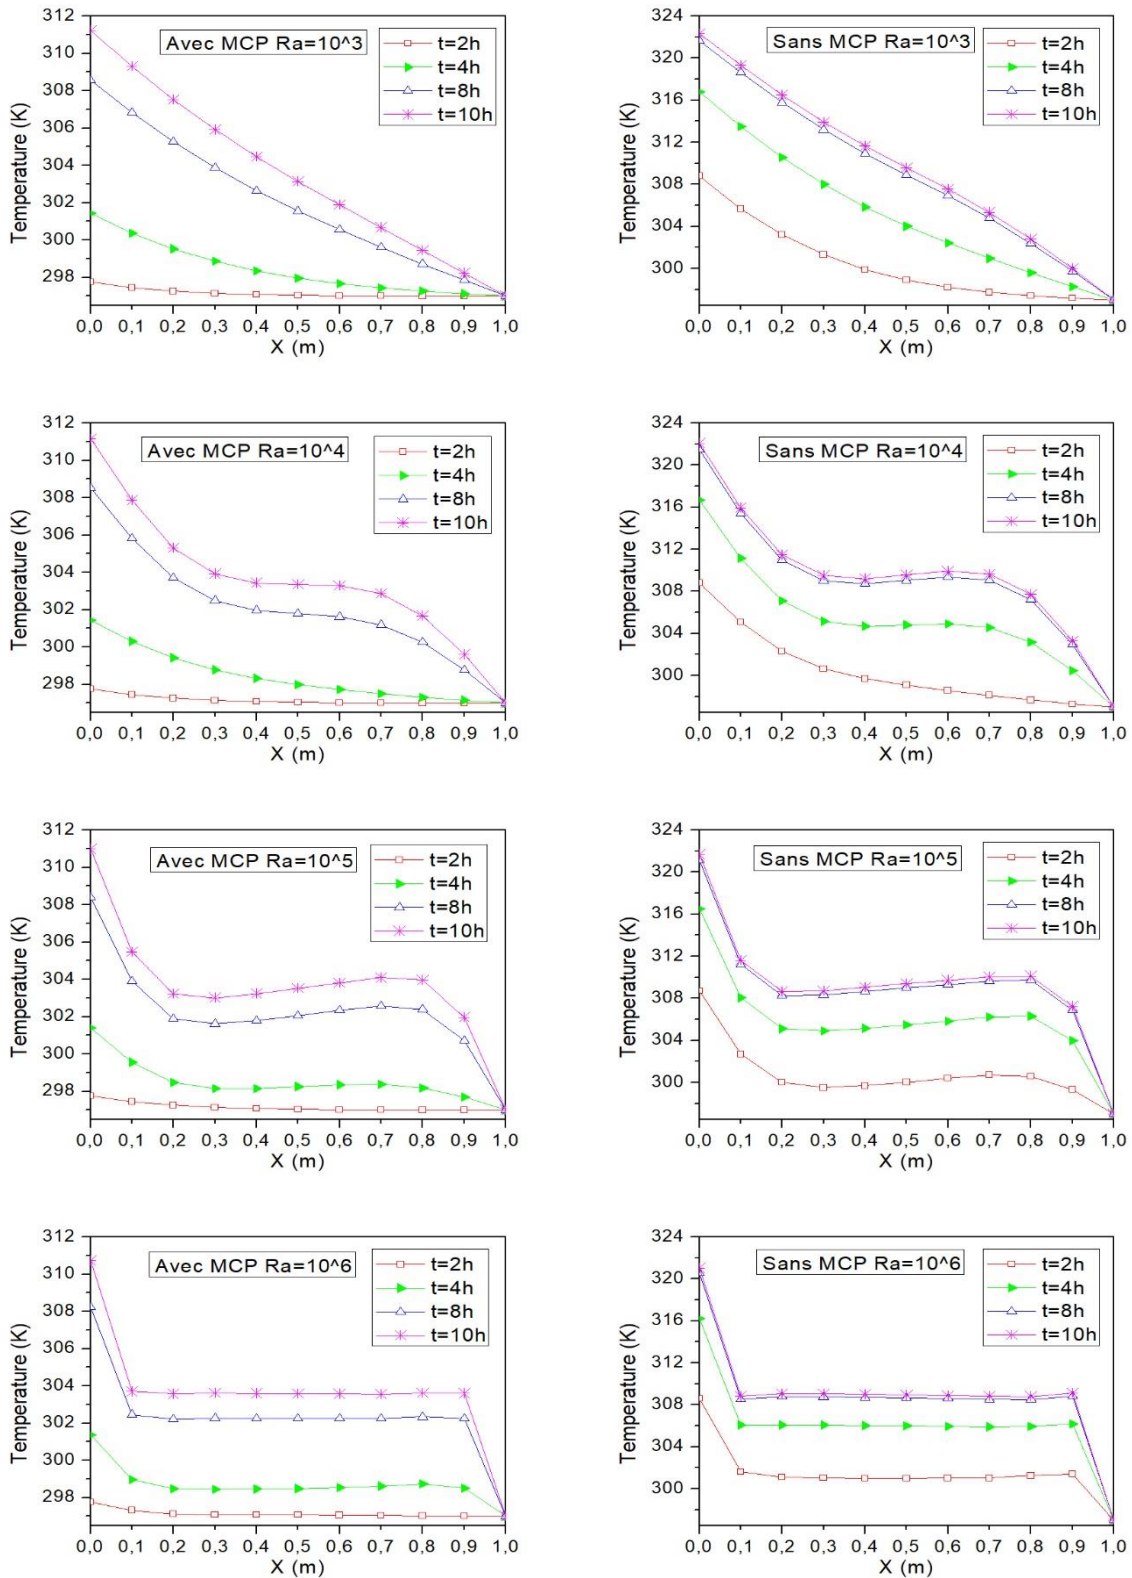 Avec MCP Ra=10^3
t=2h
t=4h
t=8h
t=10h
Temperature (K)
312
310
308
306
304
302
300
298
0,0 0,1 0,2 0,3 0,4 0,5 0,6 0,7 0,8 0,9 1,0
X (m)
Sans MCP Ra=10^3
t=2h
t=4h
t=8h
t=10h
Temperature (K)
324
320
316
312
308
304
300
0,0 0,1 0,2 0,3 0,4 0,5 0,6 0,7 0,8 0,9 1,0
X (m)
Avec MCP Ra=10^4
t=2h
t=4h
t=8h
t=10h
Temperature (K)
312
310
308
306
304
302
300
298
0,0 0,1 0,2 0,3 0,4 0,5 0,6 0,7 0,8 0,9 1,0
X (m)
Sans MCP Ra=10^4
t=2h
t=4h
t=8h
t=10h
Temperature (K)
324
320
316
312
308
304
300
0,0 0,1 0,2 0,3 0,4 0,5 0,6 0,7 0,8 0,9 1,0
X (m)
Avec MCP Ra=10^5
t=2h
t=4h
t=8h
t=10h
Temperature (K)
312
310
308
306
304
302
300
298
0,0 0,1 0,2 0,3 0,4 0,5 0,6 0,7 0,8 0,9 1,0
X (m)
Sans MCP Ra=10^5
t=2h
t=4h
t=8h
t=10h
Temperature (K)
324
320
316
312
308
304
300
0,0 0,1 0,2 0,3 0,4 0,5 0,6 0,7 0,8 0,9 1,0
X (m)
Avec MCP Ra=10^6
t=2h
t=4h
t=8h
t=10h
Temperature (K)
312
310
308
306
304
302
300
298
0,0 0,1 0,2 0,3 0,4 0,5 0,6 0,7 0,8 0,9 1,0
X (m)
Sans MCP Ra=10^6
t=2h
t=4h
t=8h
t=10h
Temperature (K)
324
320
316
312
308
304
300
0,0 0,1 0,2 0,3 0,4 0,5 0,6 0,7 0,8 0,9 1,0
X (m)